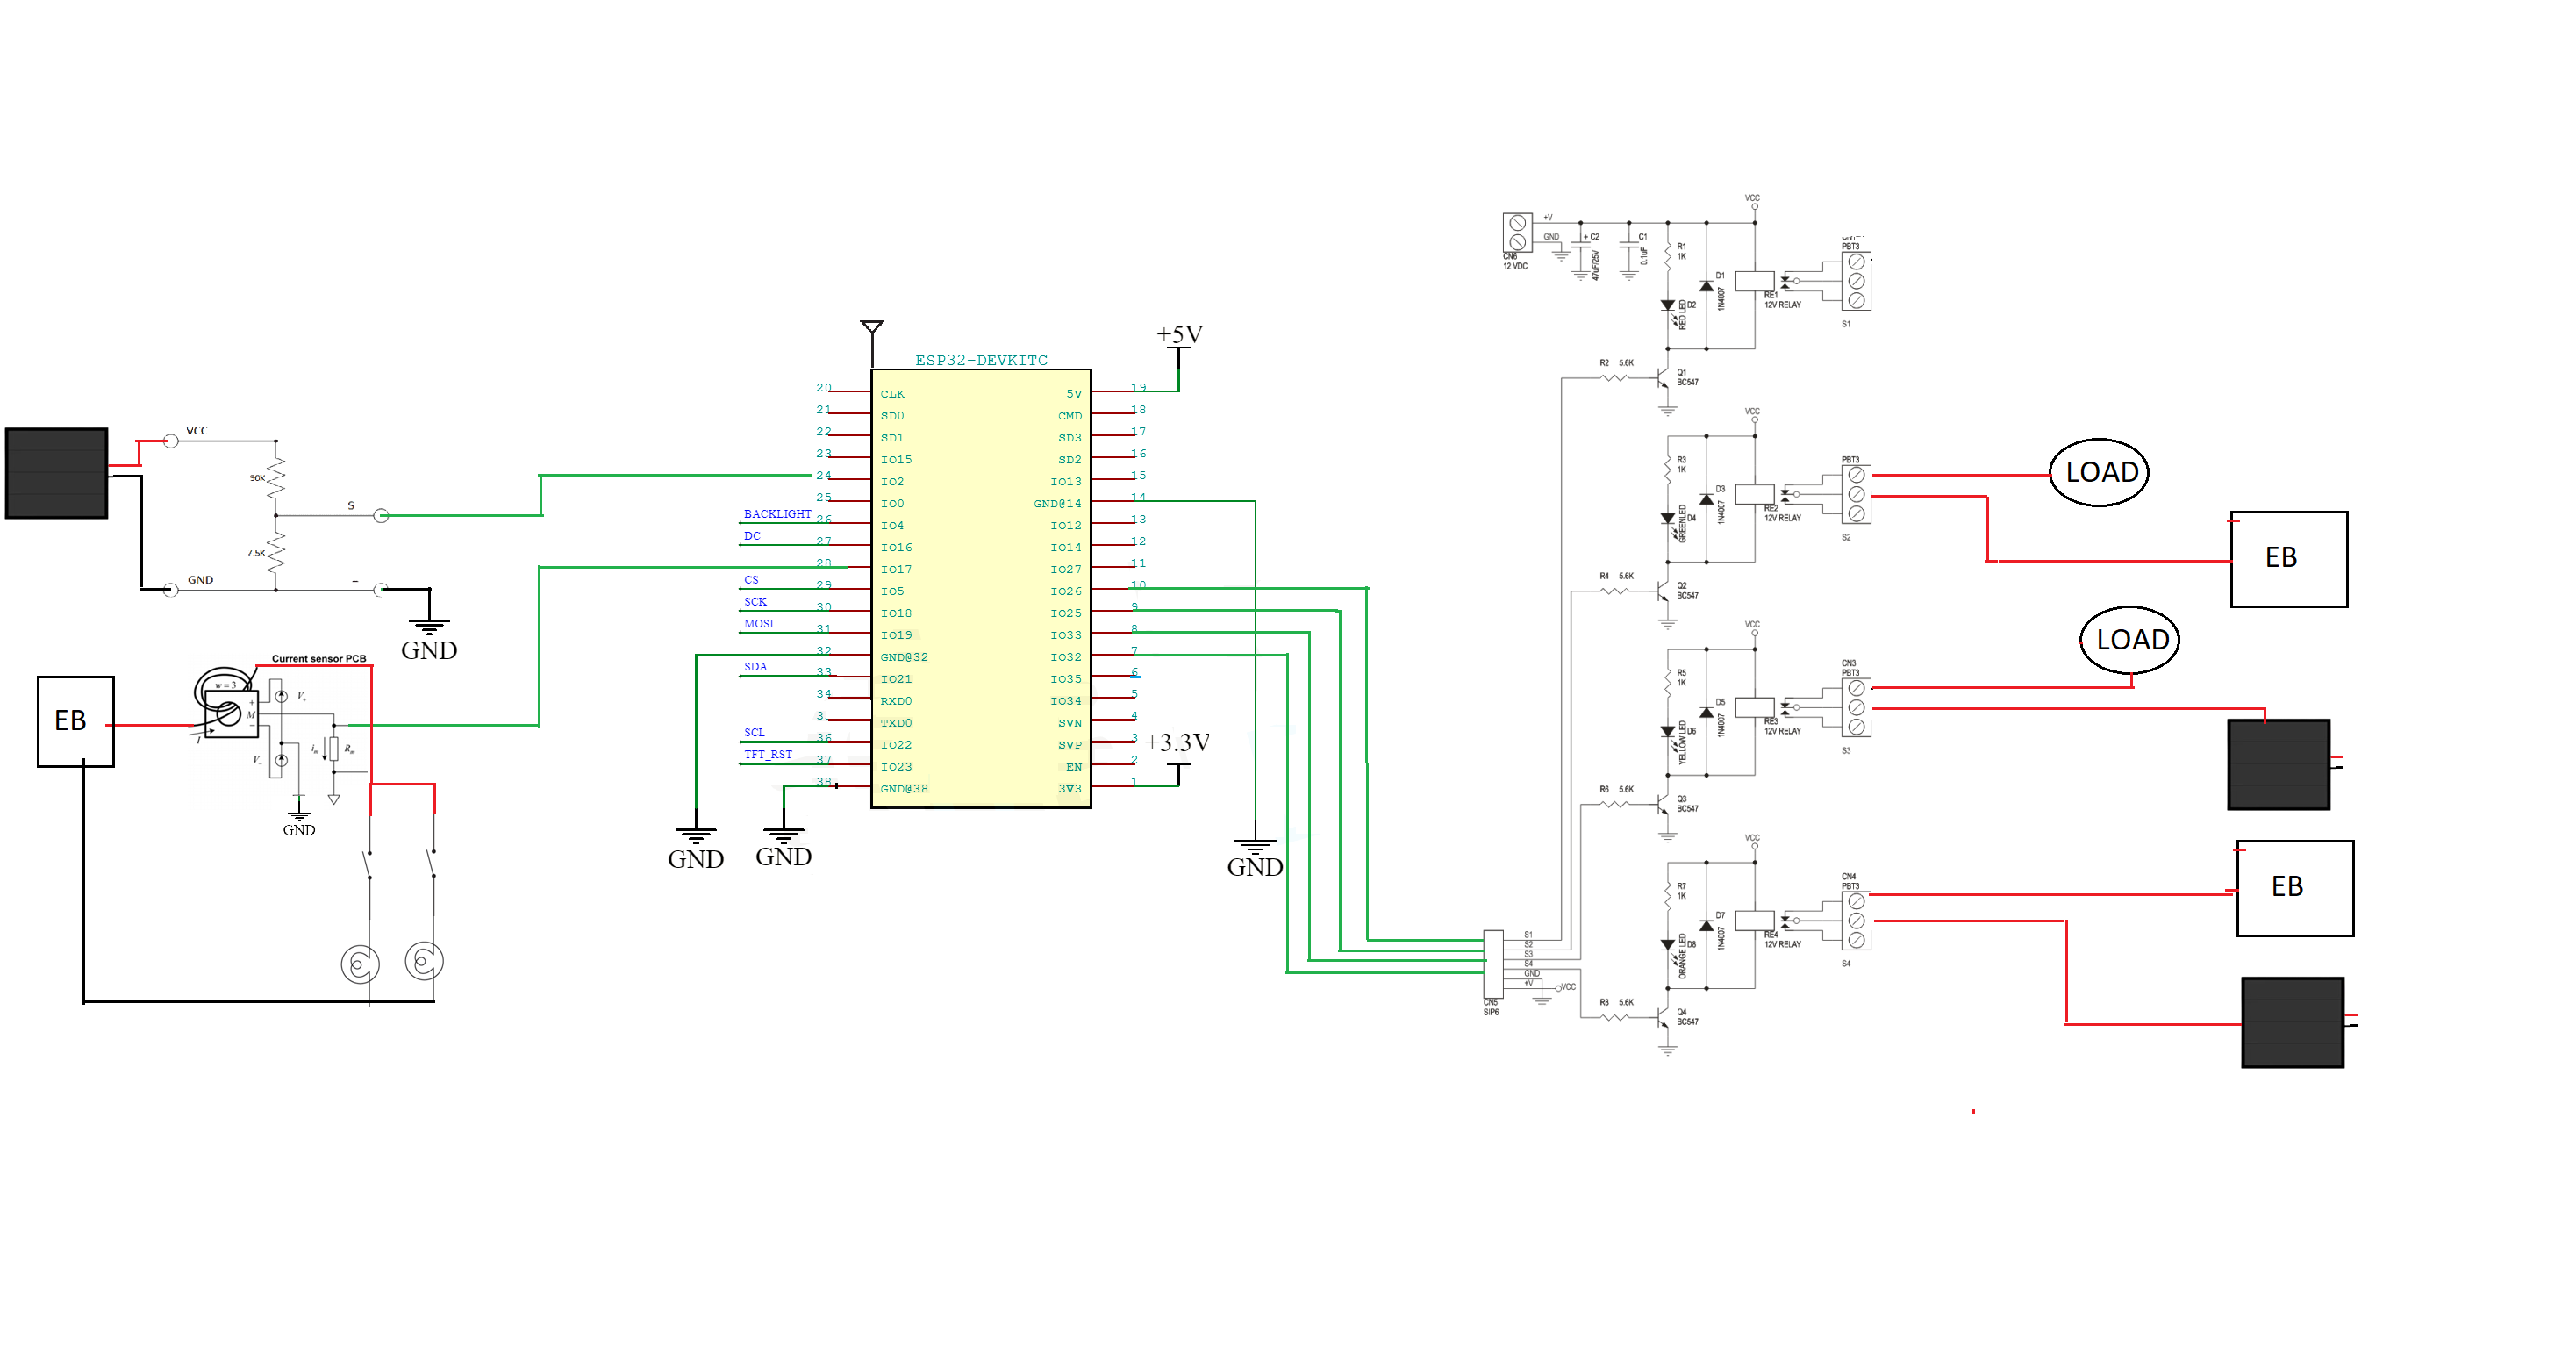 VCC
30K
S
7.5K
GND
–
GND
Current sensor PCB
w = 3
+
M
–
I
V+
V-
im
Rm
GND
EB
ESP32-DEVKITC
20 CLK
21 SD0
22 SD1
23 IO15
24 IO2
25 IO0
BACKLIGHT 26 IO4
DC 27 IO16
28 IO17
CS 29 IO5
SCK 30 IO18
MOSI 31 IO19
32 GND@32
SDA 33 IO21
34 RXD0
3 TXD0
SCL 36 IO22
TFT_RST 37 IO23
38 GND@38
GND
GND
+5V
5V 19
CMD 18
SD3 17
SD2 16
IO13 15
GND@14 14
IO12 13
IO14 12
IO27 11
IO26 10
IO25 9
IO33 8
IO32 7
IO35 6
IO34 5
SVN 4
SVP 3
EN 2
3V3 1
+3.3V
GND
CN6
12 VDC
+V
GND
+ C2
47uF/25V
C1
0.1uF
VCC
R1
1K
D2
RED LED
D1
1N4007
RE1
12V RELAY
PBT3
S1
R2 5.6K
Q1
BC547
VCC
R3
1K
D4
GREEN LED
D3
1N4007
RE2
12V RELAY
PBT3
S2
R4 5.6K
Q2
BC547
LOAD
EB
VCC
R5
1K
D6
YELLOW LED
D5
1N4007
RE3
12V RELAY
CN3
PBT3
S3
R6 5.6K
Q3
BC547
LOAD
VCC
R7
1K
D8
ORANGE LED
D7
1N4007
RE4
12V RELAY
CN4
PBT3
S4
R8 5.6K
Q4
BC547
EB
S1
S2
S3
S4
GND
+V
VCC
CN5
SIP6